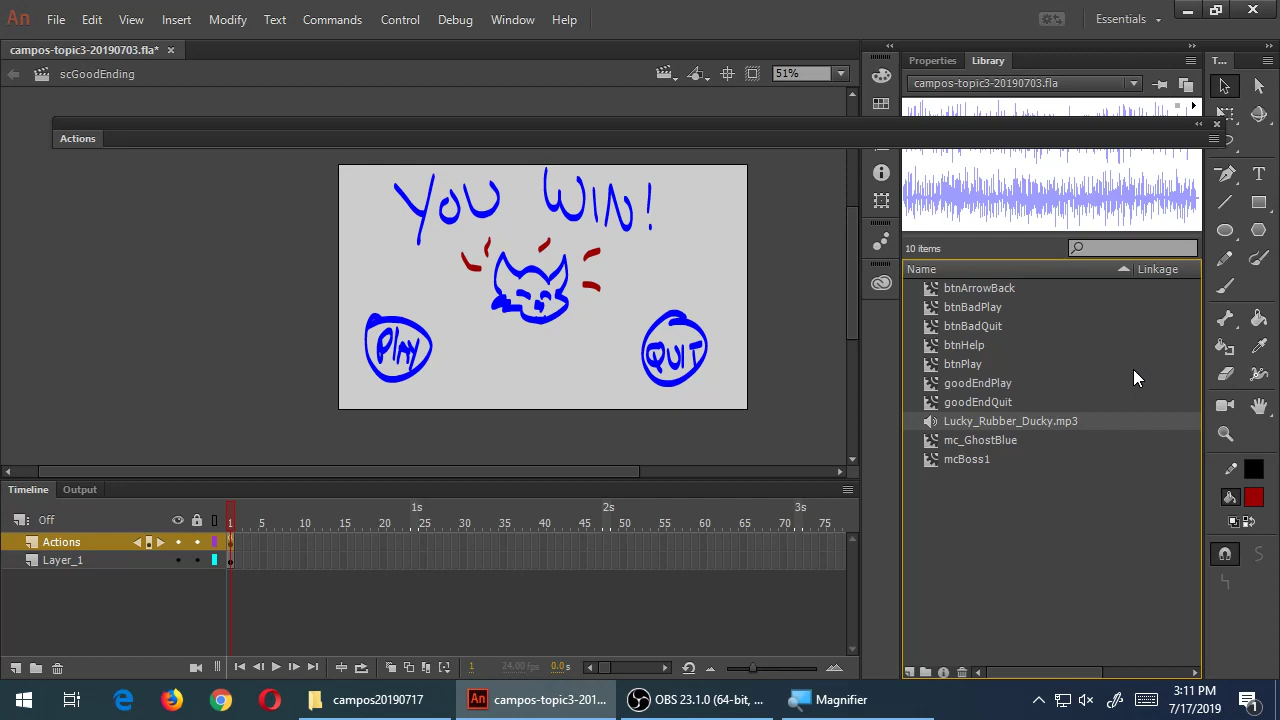 An File Edit View Insert Modify Text Commands Control Debug Window Help Essentials
campos-topic3-20190703.fla*
scGoodEnding 51%
Actions
YOU WIN!
PLAY QUIT
Properties Library T...
campos-topic3-20190703.fla
10 items
Name Linkage
btnArrowBack
btnBadPlay
btnBadQuit
btnHelp
btnPlay
goodEndPlay
goodEndQuit
Lucky_Rubber_Ducky.mp3
mc_GhostBlue
mcBoss1
Timeline Output
1s 2s 3s
Off 1 5 10 15 20 25 30 35 40 45 50 55 60 65 70 75
Actions
Layer_1
1 24.00 fps 0.0 s
campos20190717 An campos-topic3-201... OBS 23.1.0 (64-bit, ... Magnifier
3:11 PM
7/17/2019
1